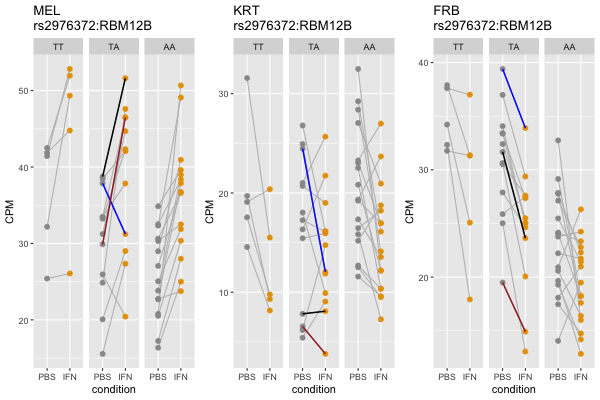 MEL
rs2976372:RBM12B
TT TA AA
CPM
50
40
30
20
PBS IFN PBS IFN PBS IFN
condition
KRT
rs2976372:RBM12B
TT TA AA
CPM
30
20
10
PBS IFN PBS IFN PBS IFN
condition
FRB
rs2976372:RBM12B
TT TA AA
CPM
40
30
20
PBS IFN PBS IFN PBS IFN
condition